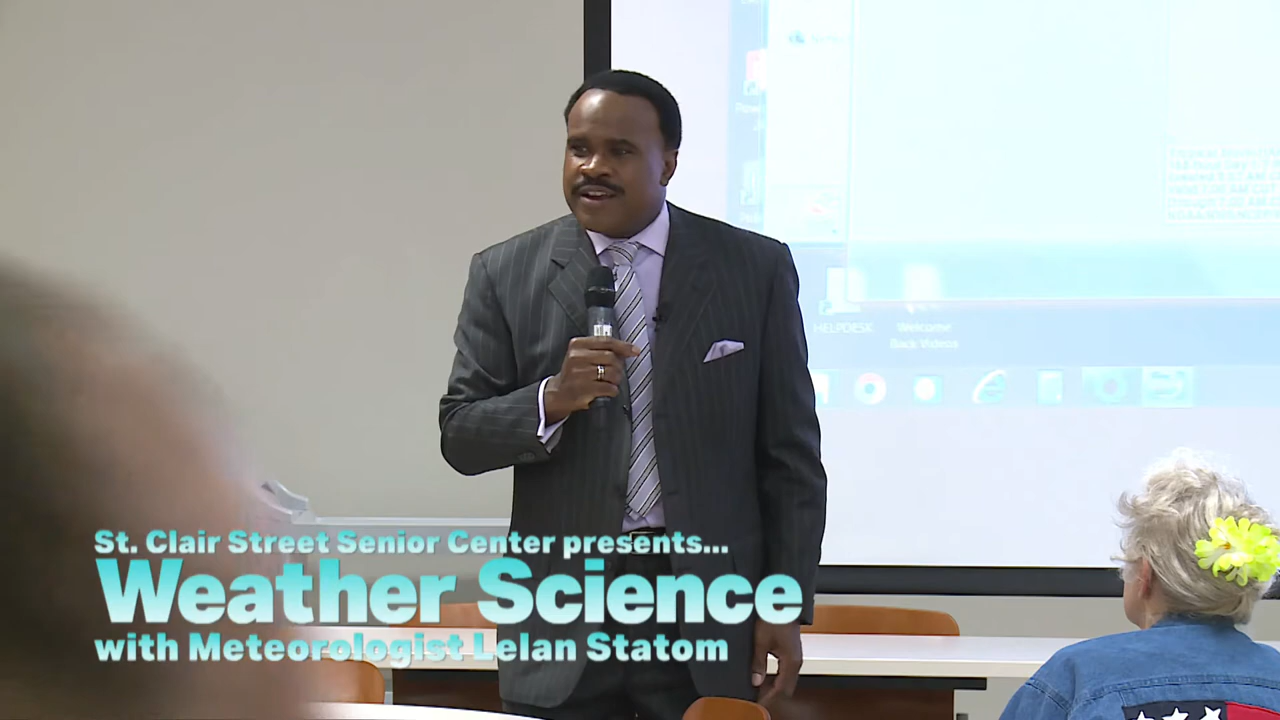 St. Clair Street Senior Center presents...
Weather Science
with Meteorologist Lelan Statom
HELPDESK
Welcome
Back Videos